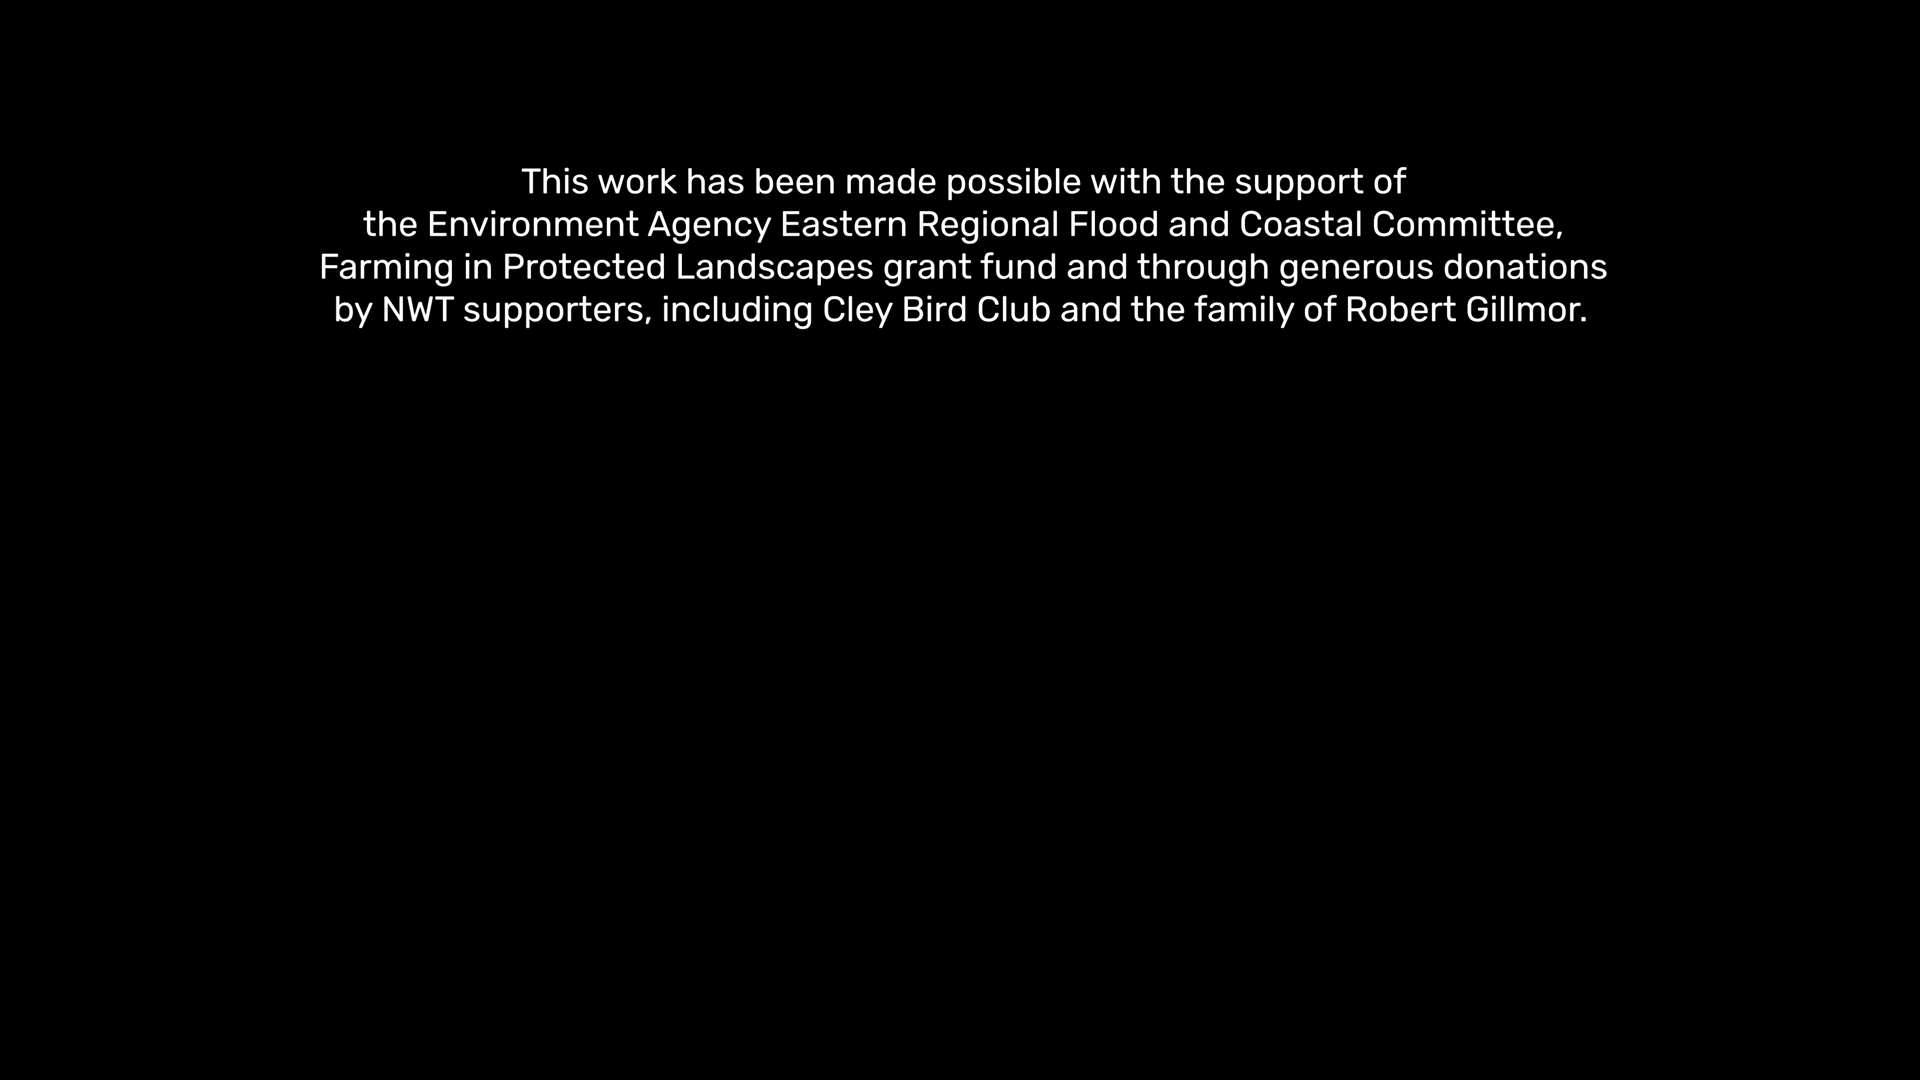 This work has been made possible with the support of
the Environment Agency Eastern Regional Flood and Coastal Committee,
Farming in Protected Landscapes grant fund and through generous donations
by NWT supporters, including Cley Bird Club and the family of Robert Gillmor.